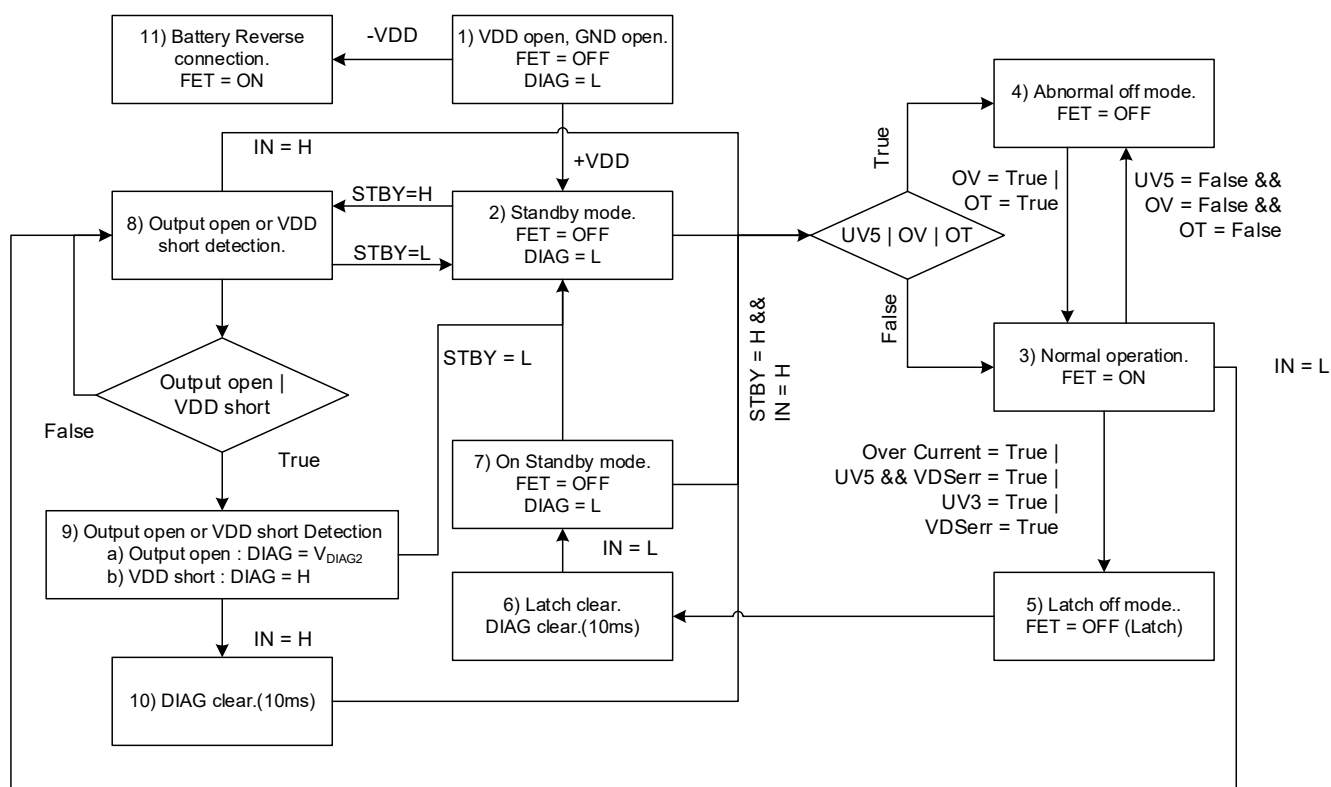 11) Battery Reverse
connection.
FET = ON
-VDD
1) VDD open, GND open.
FET = OFF
DIAG = L
+VDD
IN = H
8) Output open or VDD
short detection.
STBY=H
STBY=L
2) Standby mode.
FET = OFF
DIAG = L
UV5 | OV | OT
True
False
4) Abnormal off mode.
FET = OFF
OV = True |
OT = True
UV5 = False &&
OV = False &&
OT = False
3) Normal operation.
FET = ON
IN = L
Output open |
VDD short
False
True
STBY = L
STBY = H &&
IN = H
7) On Standby mode.
FET = OFF
DIAG = L
Over Current = True |
UV5 && VDSerr = True |
UV3 = True |
VDSerr = True
9) Output open or VDD short Detection
a) Output open : DIAG = VDIAG2
b) VDD short : DIAG = H
IN = L
6) Latch clear.
DIAG clear.(10ms)
5) Latch off mode..
FET = OFF (Latch)
IN = H
10) DIAG clear.(10ms)